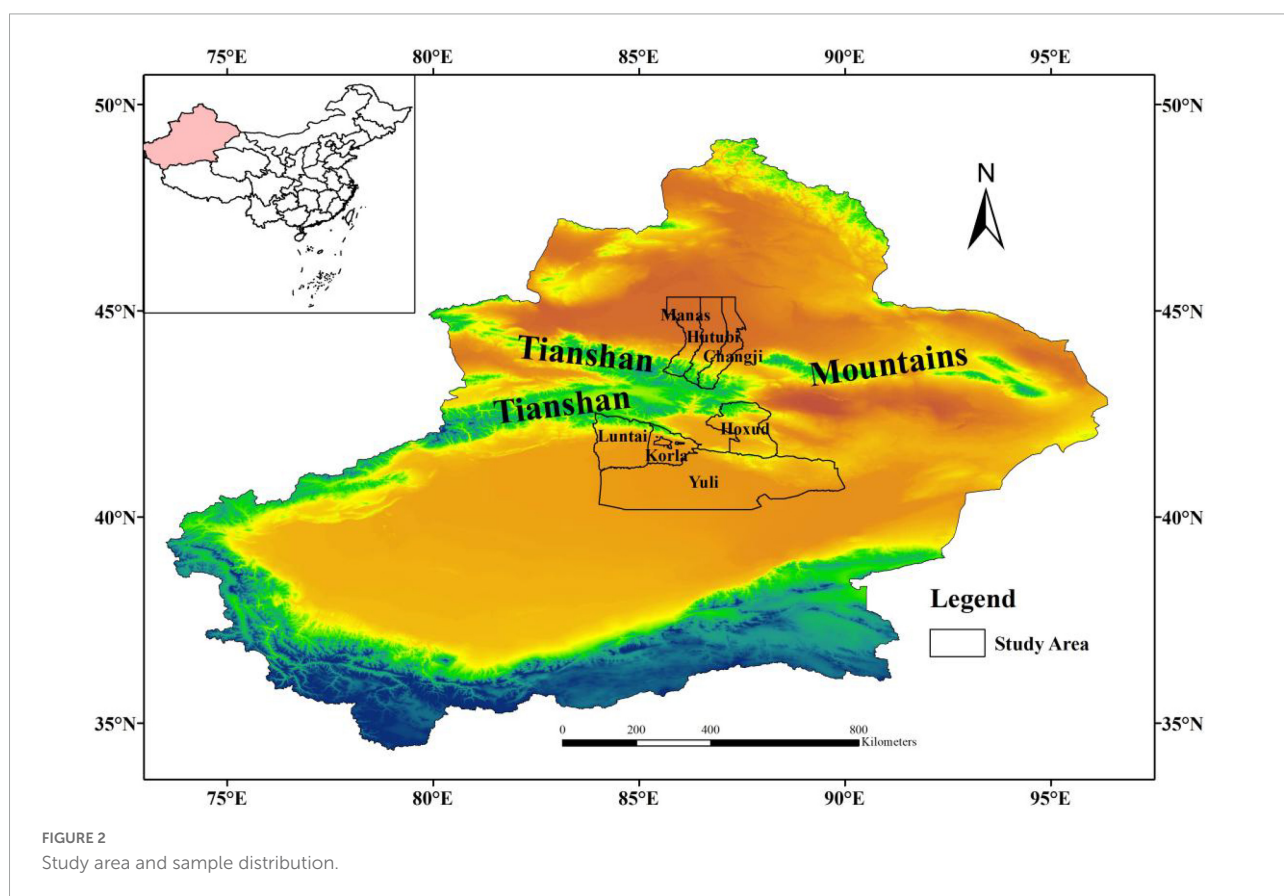 75°E
80°E
85°E
90°E
95°E
50°N
50°N
N
45°N
45°N
Manas
Hutubi
Changji
Tianshan
Mountains
Tianshan
Hoxud
Luntai
Korla
Yuli
40°N
40°N
Legend
Study Area
35°N
35°N
0
200
400
800
Kilometers
75°E
80°E
85°E
90°E
95°E
FIGURE 2
Study area and sample distribution.